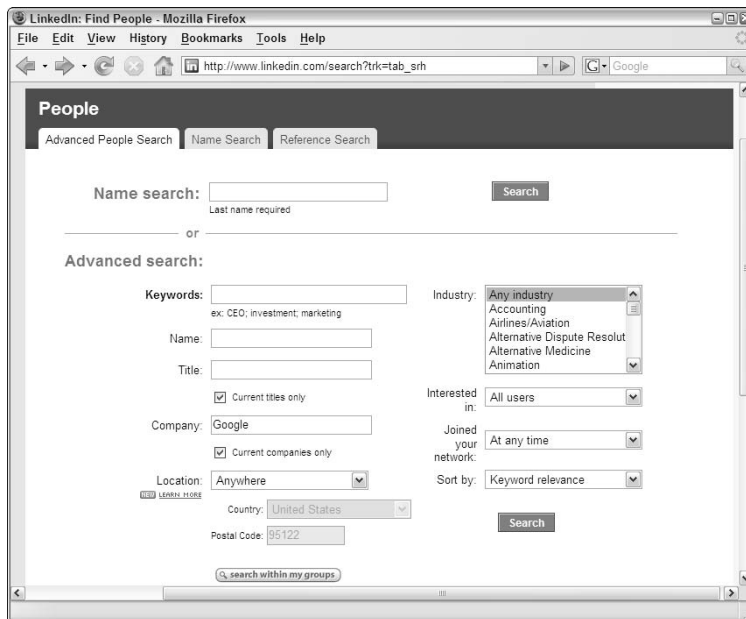 LinkedIn: Find People - Mozilla Firefox
File Edit View History Bookmarks Tools Help
http://www.linkedin.com/search?trk=tab_srh
G Google
People
Advanced People Search Name Search Reference Search
Name search: Search
Last name required
or
Advanced search:
Keywords:
ex: CEO; investment; marketing
Name:
Title:
Current titles only
Company: Google
Current companies only
Location: Anywhere
NEW LEARN MORE
Country: United States
Postal Code: 95122
search within my groups
Industry: Any industry
Accounting
Airlines/Aviation
Alternative Dispute Resolut
Alternative Medicine
Animation
Interested in: All users
Joined your network: At any time
Sort by: Keyword relevance
Search